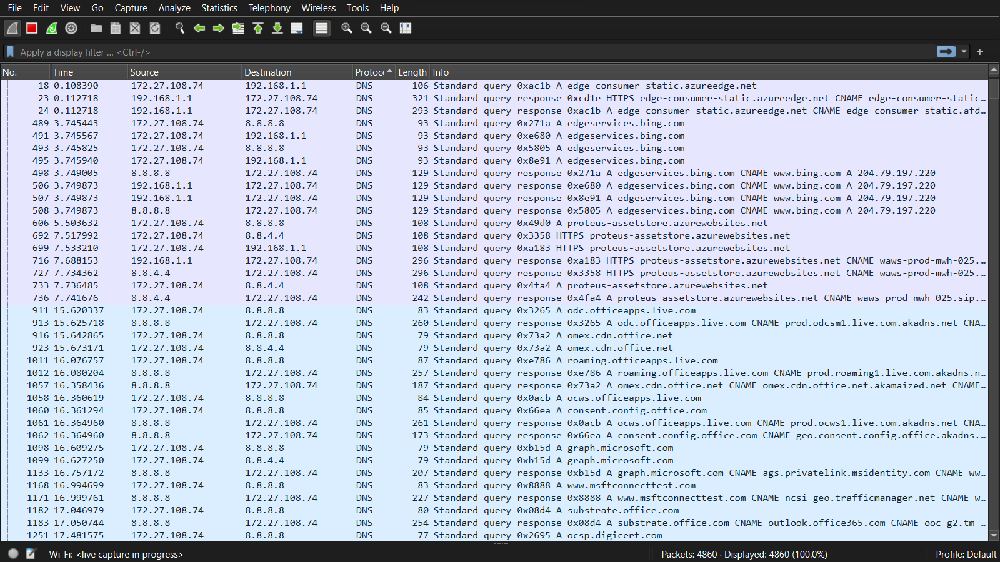 File Edit View Go Capture Analyze Statistics Telephony Wireless Tools Help
Apply a display filter ... <Ctrl-/>
No. Time Source Destination Protoc Length Info
18 0.108390 172.27.108.74 192.168.1.1 DNS 106 Standard query 0xac1b A edge-consumer-static.azureedge.net
23 0.112718 192.168.1.1 172.27.108.74 DNS 321 Standard query response 0xcd1e HTTPS edge-consumer-static.azureedge.net CNAME edge-consumer-static...
24 0.112718 192.168.1.1 172.27.108.74 DNS 293 Standard query response 0xac1b A edge-consumer-static.azureedge.net CNAME edge-consumer-static.afd...
489 3.745443 172.27.108.74 8.8.8.8 DNS 93 Standard query 0x271a A edgeservices.bing.com
491 3.745567 172.27.108.74 192.168.1.1 DNS 93 Standard query 0xe680 A edgeservices.bing.com
493 3.745825 172.27.108.74 8.8.8.8 DNS 93 Standard query 0x5805 A edgeservices.bing.com
495 3.745940 172.27.108.74 192.168.1.1 DNS 93 Standard query 0x8e91 A edgeservices.bing.com
498 3.749005 8.8.8.8 172.27.108.74 DNS 129 Standard query response 0x271a A edgeservices.bing.com CNAME www.bing.com A 204.79.197.220
506 3.749873 192.168.1.1 172.27.108.74 DNS 129 Standard query response 0xe680 A edgeservices.bing.com CNAME www.bing.com A 204.79.197.220
507 3.749873 192.168.1.1 172.27.108.74 DNS 129 Standard query response 0x8e91 A edgeservices.bing.com CNAME www.bing.com A 204.79.197.220
508 3.749873 8.8.8.8 172.27.108.74 DNS 129 Standard query response 0x5805 A edgeservices.bing.com CNAME www.bing.com A 204.79.197.220
606 5.503632 172.27.108.74 8.8.8.8 DNS 108 Standard query 0x49d0 A proteus-assetstore.azurewebsites.net
692 7.517992 172.27.108.74 8.8.4.4 DNS 108 Standard query 0x3358 HTTPS proteus-assetstore.azurewebsites.net
699 7.533210 172.27.108.74 192.168.1.1 DNS 108 Standard query 0xa183 HTTPS proteus-assetstore.azurewebsites.net
716 7.688153 192.168.1.1 172.27.108.74 DNS 296 Standard query response 0xa183 HTTPS proteus-assetstore.azurewebsites.net CNAME waws-prod-mwh-025....
727 7.734362 8.8.4.4 172.27.108.74 DNS 296 Standard query response 0x3358 HTTPS proteus-assetstore.azurewebsites.net CNAME waws-prod-mwh-025....
733 7.736485 172.27.108.74 8.8.4.4 DNS 108 Standard query 0x4fa4 A proteus-assetstore.azurewebsites.net
736 7.741676 8.8.4.4 172.27.108.74 DNS 242 Standard query response 0x4fa4 A proteus-assetstore.azurewebsites.net CNAME waws-prod-mwh-025.sip....
911 15.620337 172.27.108.74 8.8.8.8 DNS 83 Standard query 0x3265 A odc.officeapps.live.com
913 15.625718 8.8.8.8 172.27.108.74 DNS 260 Standard query response 0x3265 A odc.officeapps.live.com CNAME prod.odcsm1.live.com.akadns.net CNA...
916 15.642865 172.27.108.74 8.8.8.8 DNS 79 Standard query 0x73a2 A omex.cdn.office.net
923 15.673171 172.27.108.74 8.8.4.4 DNS 79 Standard query 0x73a2 A omex.cdn.office.net
1011 16.076757 172.27.108.74 8.8.8.8 DNS 87 Standard query 0xe786 A roaming.officeapps.live.com
1012 16.080204 8.8.8.8 172.27.108.74 DNS 257 Standard query response 0xe786 A roaming.officeapps.live.com CNAME prod.roaming1.live.com.akadns.n...
1057 16.358436 8.8.8.8 172.27.108.74 DNS 187 Standard query response 0x73a2 A omex.cdn.office.net CNAME omex.cdn.office.net.akamaized.net CNAME...
1058 16.360619 172.27.108.74 8.8.8.8 DNS 84 Standard query 0x0acb A ocws.officeapps.live.com
1060 16.361294 172.27.108.74 8.8.8.8 DNS 85 Standard query 0x66ea A consent.config.office.com
1061 16.364960 8.8.8.8 172.27.108.74 DNS 261 Standard query response 0x0acb A ocws.officeapps.live.com CNAME prod.ocws1.live.com.akadns.net CNA...
1062 16.364960 8.8.8.8 172.27.108.74 DNS 173 Standard query response 0x66ea A consent.config.office.com CNAME geo.consent.config.office.akadns....
1098 16.609275 172.27.108.74 8.8.8.8 DNS 79 Standard query 0xb15d A graph.microsoft.com
1099 16.627250 172.27.108.74 8.8.4.4 DNS 79 Standard query 0xb15d A graph.microsoft.com
1133 16.757172 8.8.8.8 172.27.108.74 DNS 207 Standard query response 0xb15d A graph.microsoft.com CNAME ags.privatelink.msidentity.com CNAME ww...
1168 16.994699 172.27.108.74 8.8.8.8 DNS 83 Standard query 0x8888 A www.msftconnecttest.com
1171 16.999761 8.8.8.8 172.27.108.74 DNS 227 Standard query response 0x8888 A www.msftconnecttest.com CNAME ncsi-geo.trafficmanager.net CNAME w...
1182 17.046979 172.27.108.74 8.8.8.8 DNS 80 Standard query 0x08d4 A substrate.office.com
1183 17.050744 8.8.8.8 172.27.108.74 DNS 254 Standard query response 0x08d4 A substrate.office.com CNAME outlook.office365.com CNAME ooc-g2.tm-...
1251 17.481575 172.27.108.74 8.8.8.8 DNS 77 Standard query 0x2695 A ocsp.digicert.com
Wi-Fi: <live capture in progress> Packets: 4860 · Displayed: 4860 (100.0%) Profile: Default